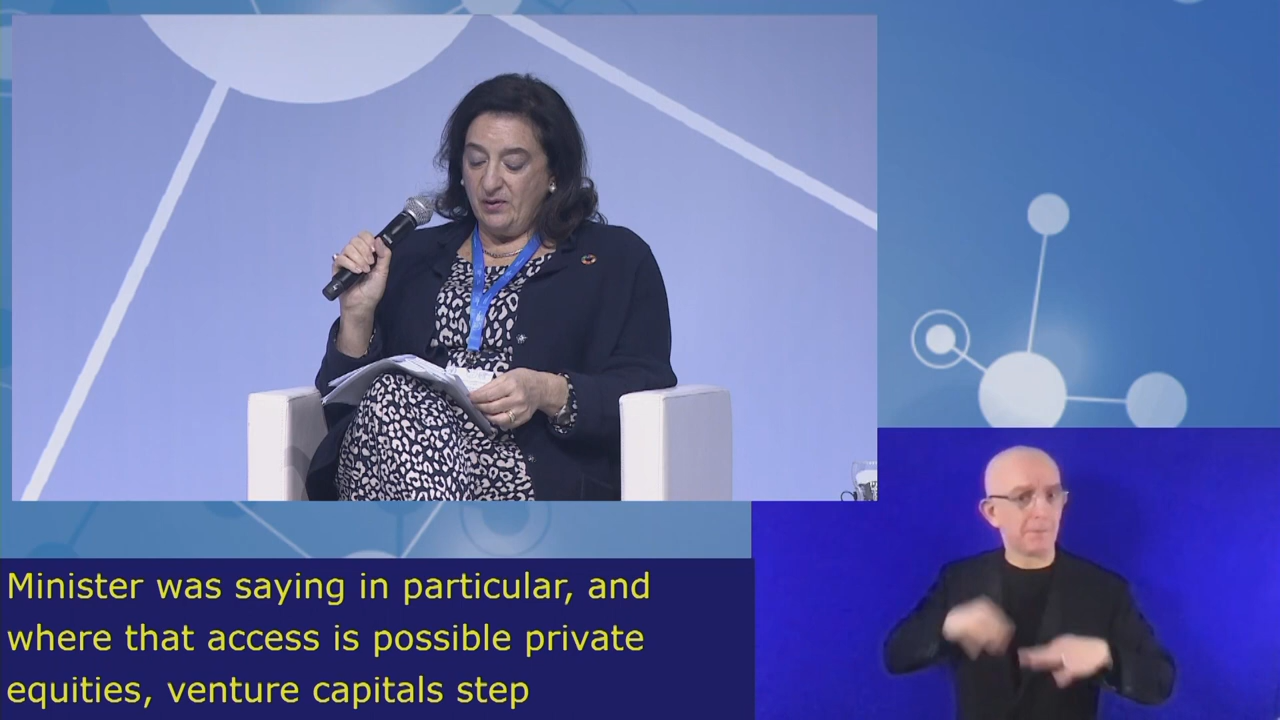 Minister was saying in particular, and
where that access is possible private
equities, venture capitals step